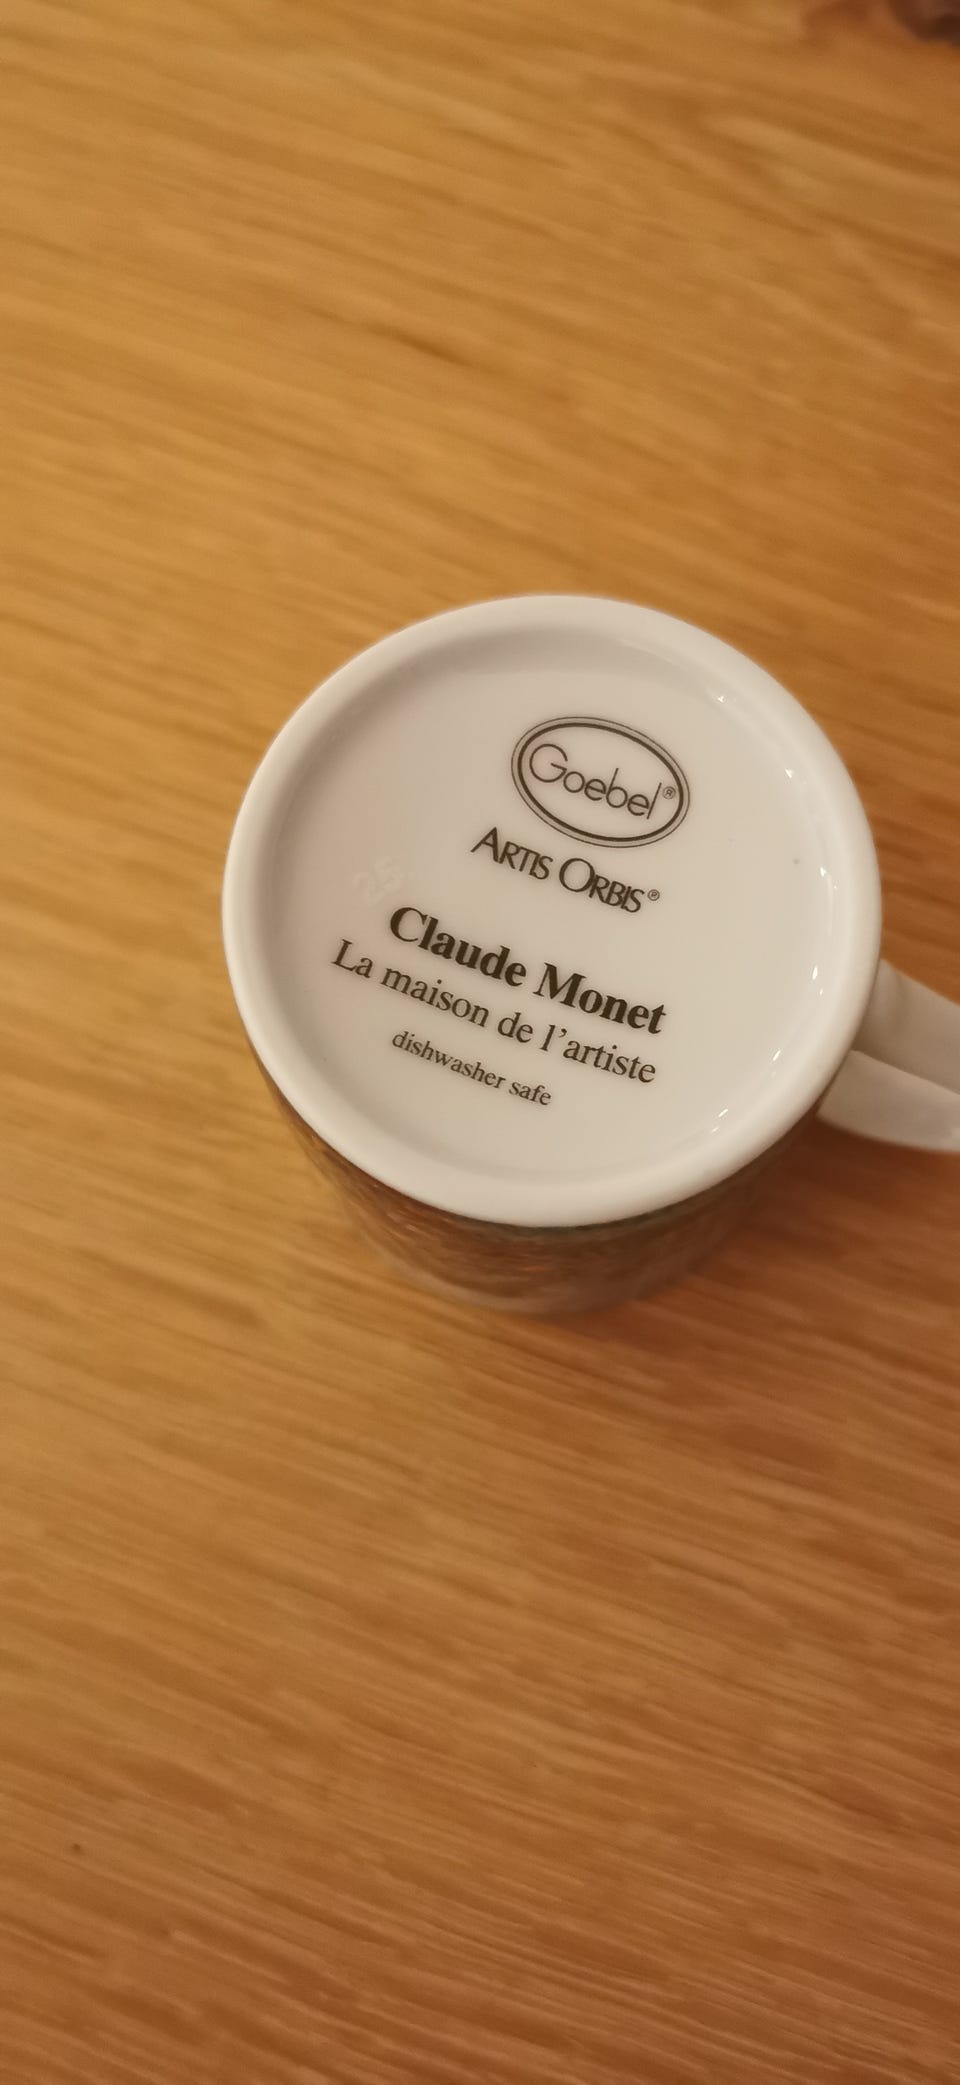 Goebel®
ARTIS ORBIS®
Claude Monet
La maison de l'artiste
dishwasher safe